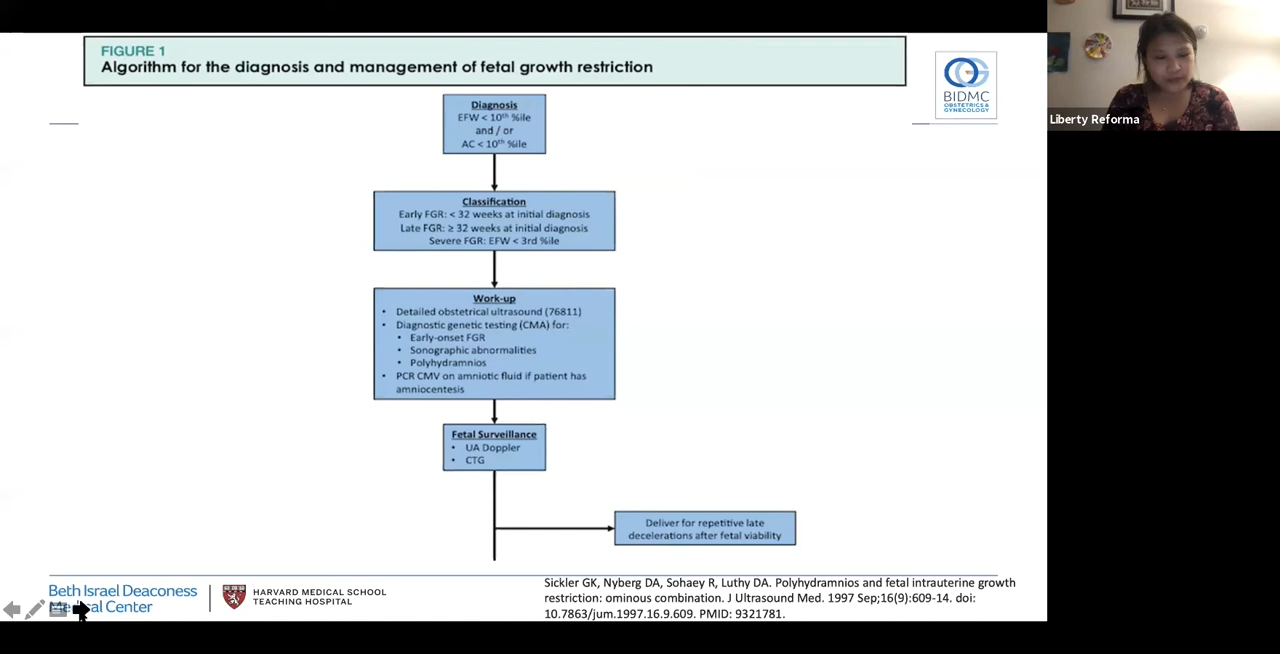 FIGURE 1
Algorithm for the diagnosis and management of fetal growth restriction
BIDMC
OBSTETRICS &
GYNECOLOGY
Liberty Reforma
Diagnosis
EFW < 10th %ile
and / or
AC < 10th %ile
Classification
Early FGR: < 32 weeks at initial diagnosis
Late FGR: ≥ 32 weeks at initial diagnosis
Severe FGR: EFW < 3rd %ile
Work-up
• Detailed obstetrical ultrasound (76811)
• Diagnostic genetic testing (CMA) for:
• Early-onset FGR
• Sonographic abnormalities
• Polyhydramnios
• PCR CMV on amniotic fluid if patient has
amniocentesis
Fetal Surveillance
• UA Doppler
• CTG
Deliver for repetitive late
decelerations after fetal viability
Beth Israel Deaconess
Medical Center
HARVARD MEDICAL SCHOOL
TEACHING HOSPITAL
Sickler GK, Nyberg DA, Sohaey R, Luthy DA. Polyhydramnios and fetal intrauterine growth
restriction: ominous combination. J Ultrasound Med. 1997 Sep;16(9):609-14. doi:
10.7863/jum.1997.16.9.609. PMID: 9321781.